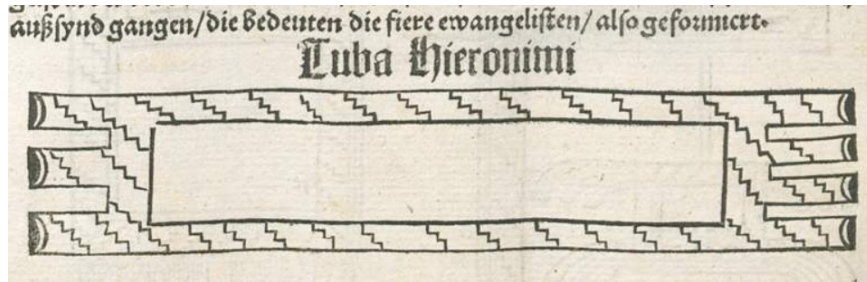 außſynd gangen/die bedeuten die fiere ewangeliſten/ alſo geformiert.
Tuba Hieronimi